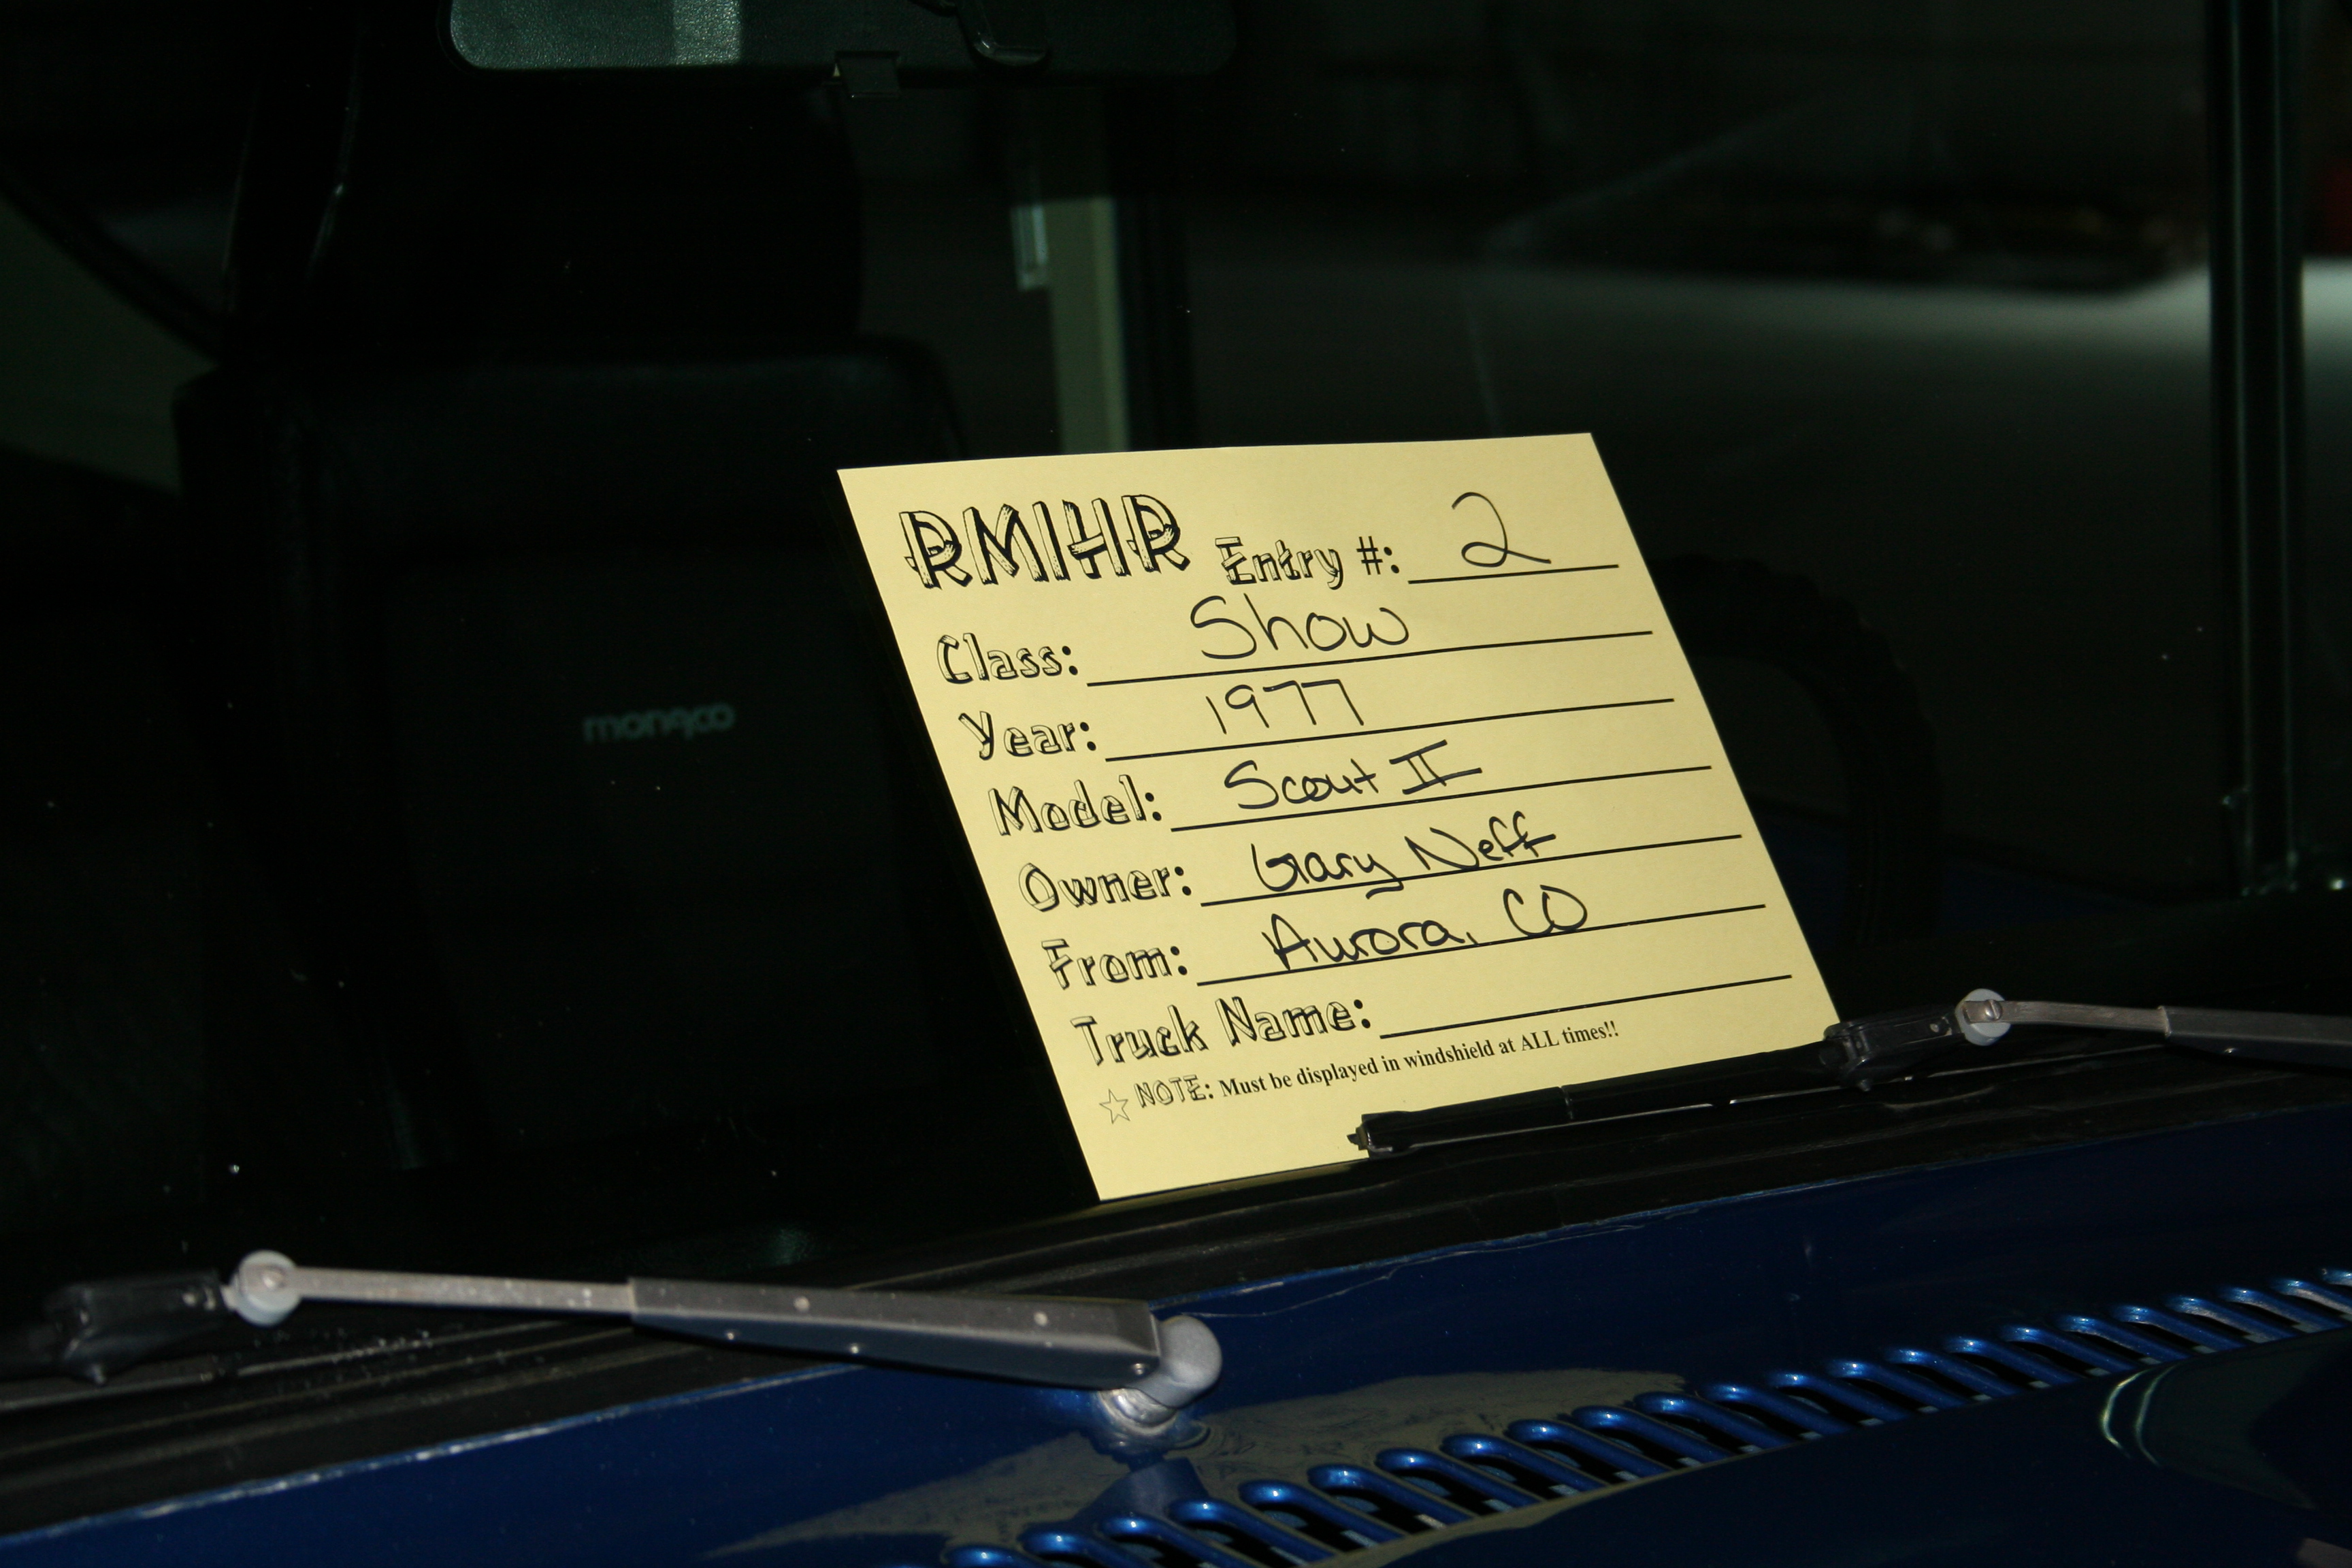 RMIHR Entry #: 2
Class: Show
Year: 1977
Model: Scout II
Owner: Gary Neff
From: Aurora, CO
Truck Name:
☆ NOTE: Must be displayed in windshield at ALL times!!
monaco